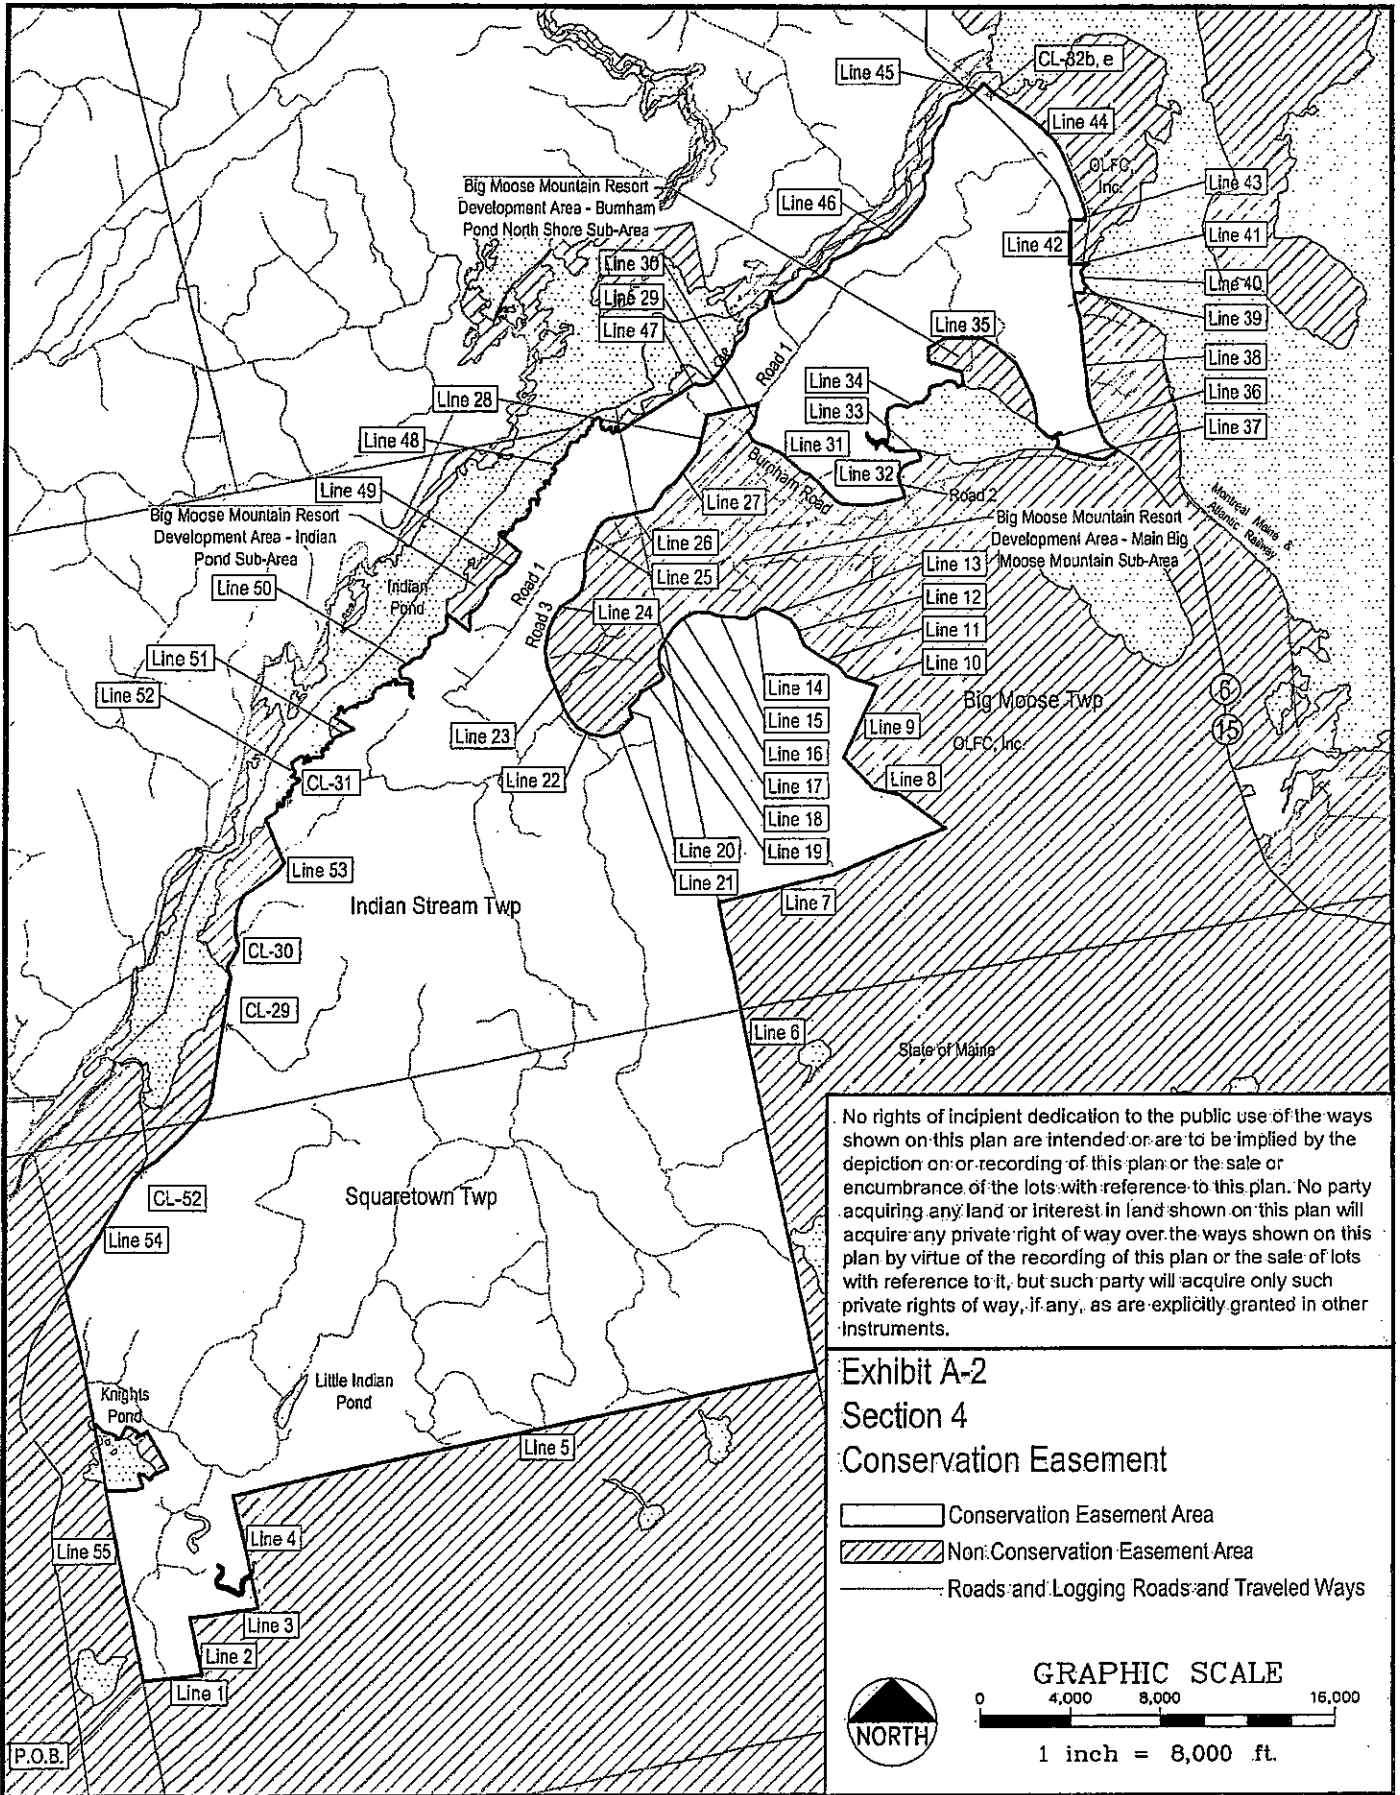 Line 45
CL-32b, e
Line 44
OLFC, Inc.
Line 43
Big Moose Mountain Resort
Development Area - Burnham
Pond North Shore Sub-Area
Line 46
Line 42
Line 41
Line 30
Line 29
Line 47
Line 40
Line 39
Line 35
Road 1
Line 38
Line 34
Line 33
Line 36
Line 28
Line 37
Line 48
Line 31
Line 32
Burnham Road
Road 2
Line 49
Line 27
Montreal Maine &
Atlantic Railway
Big Moose Mountain Resort
Development Area - Indian
Pond Sub-Area
Big Moose Mountain Resort
Development Area - Main Big
Moose Mountain Sub-Area
Line 26
Line 25
Line 13
Indian
Pond
Line 50
Road 1
Road 3
Line 24
Line 12
Line 11
Line 10
Line 51
Line 52
Line 14
Line 15
Line 16
Line 17
Line 18
Line 19
Big Moose Twp
6
15
Line 9
OLFC, Inc.
Line 23
Line 22
Line 8
CL-31
Line 20
Line 21
Line 53
Line 7
Indian Stream Twp
CL-30
CL-29
Line 6
State of Maine
CL-52
Squaretown Twp
Line 54
Knights
Pond
Little Indian
Pond
Line 5
Line 55
Line 4
Line 3
Line 2
Line 1
P.O.B.
No rights of incipient dedication to the public use of the ways
shown on this plan are intended or are to be implied by the
depiction on or recording of this plan or the sale or
encumbrance of the lots with reference to this plan. No party
acquiring any land or interest in land shown on this plan will
acquire any private right of way over the ways shown on this
plan by virtue of the recording of this plan or the sale of lots
with reference to it, but such party will acquire only such
private rights of way, if any, as are explicitly granted in other
instruments.
Exhibit A-2
Section 4
Conservation Easement
Conservation Easement Area
Non Conservation Easement Area
Roads and Logging Roads and Traveled Ways
NORTH
GRAPHIC SCALE
0 4,000 8,000 16,000
1 inch = 8,000 ft.